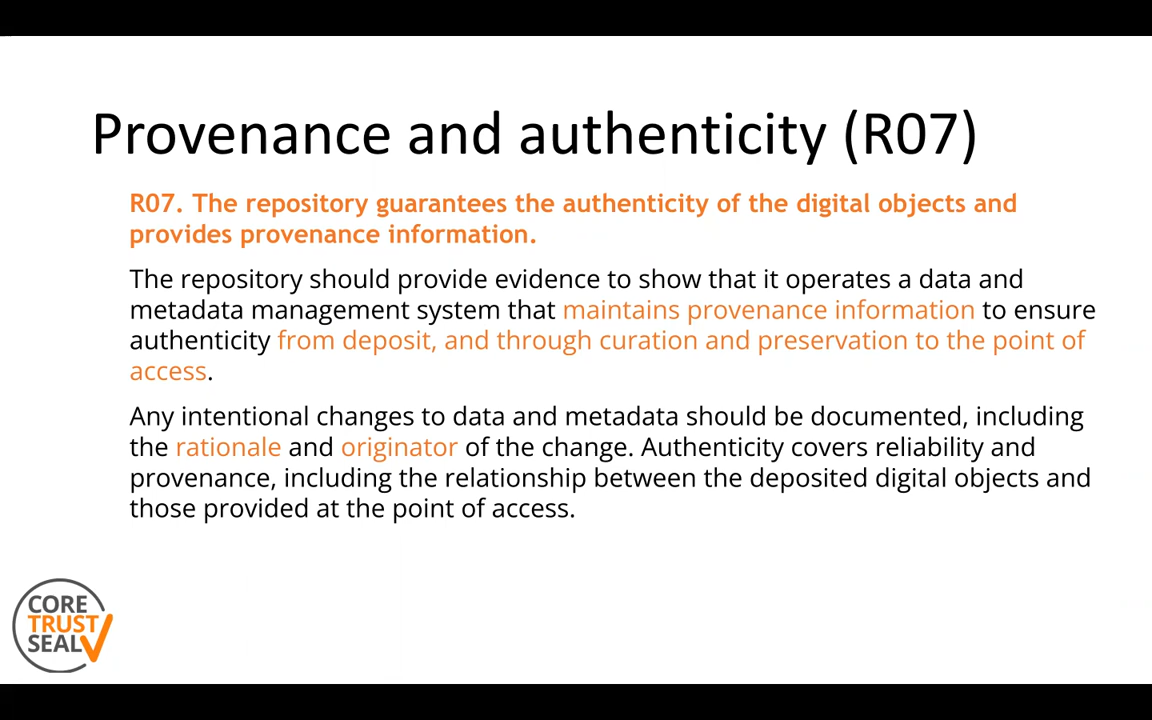 Provenance and authenticity (R07)
R07. The repository guarantees the authenticity of the digital objects and
provides provenance information.
The repository should provide evidence to show that it operates a data and
metadata management system that maintains provenance information to ensure
authenticity from deposit, and through curation and preservation to the point of
access.
Any intentional changes to data and metadata should be documented, including
the rationale and originator of the change. Authenticity covers reliability and
provenance, including the relationship between the deposited digital objects and
those provided at the point of access.
CORE
TRUST
SEAL